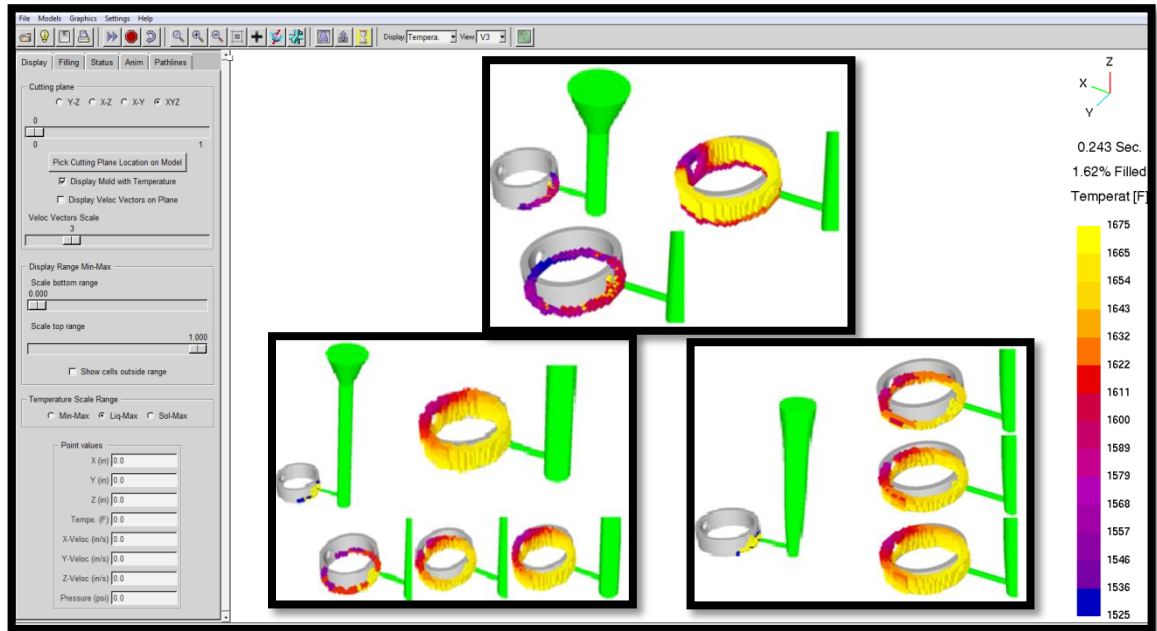 File Models Graphics Settings Help
Display Tempera. View V3
Display Filling Status Anim Pathlines
Cutting plane
Y-Z X-Z X-Y XYZ
0
0 1
Pick Cutting Plane Location on Model
Display Mold with Temperature
Display Veloc Vectors on Plane
Veloc Vectors Scale
3
Display Range Min-Max
Scale bottom range
0.000
Scale top range
1.000
Show cells outside range
Temperature Scale Range
Min-Max Liq-Max Sol-Max
Point values
X (in) 0.0
Y (in) 0.0
Z (in) 0.0
Tempe. (F) 0.0
X-Veloc (in/s) 0.0
Y-Veloc (in/s) 0.0
Z-Veloc (in/s) 0.0
Pressure (psi) 0.0
Z
X
Y
0.243 Sec.
1.62% Filled
Temperat [F]
1675
1665
1654
1643
1632
1622
1611
1600
1589
1579
1568
1557
1546
1536
1525